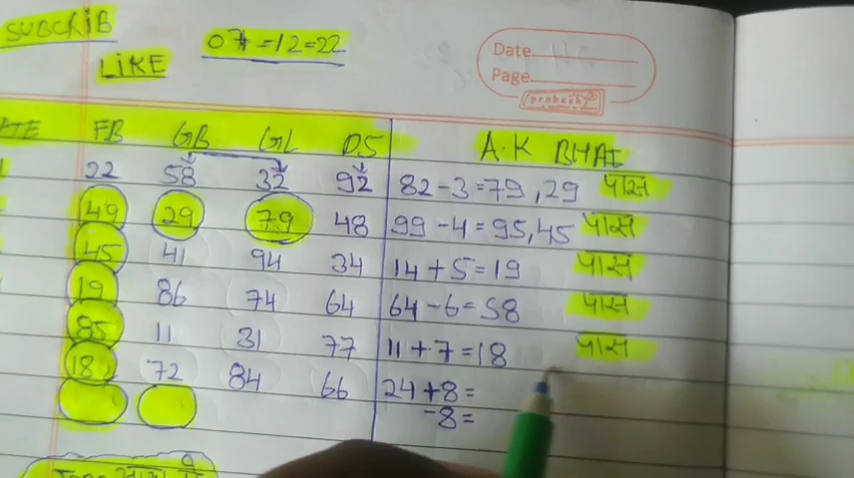 SUBCRIB
LIKE
07=12=22
Date
Page
prakash
FB GB GL DS A.K BHAI
22 58 32 92 82-3=79,29 पास
49 29 79 48 99-4=95,45 पास
45 41 94 34 14+5=19 पास
19 86 74 64 64-6=58 पास
85 11 31 77 11+7=18 पास
18 72 84 66 24+8=
-8=